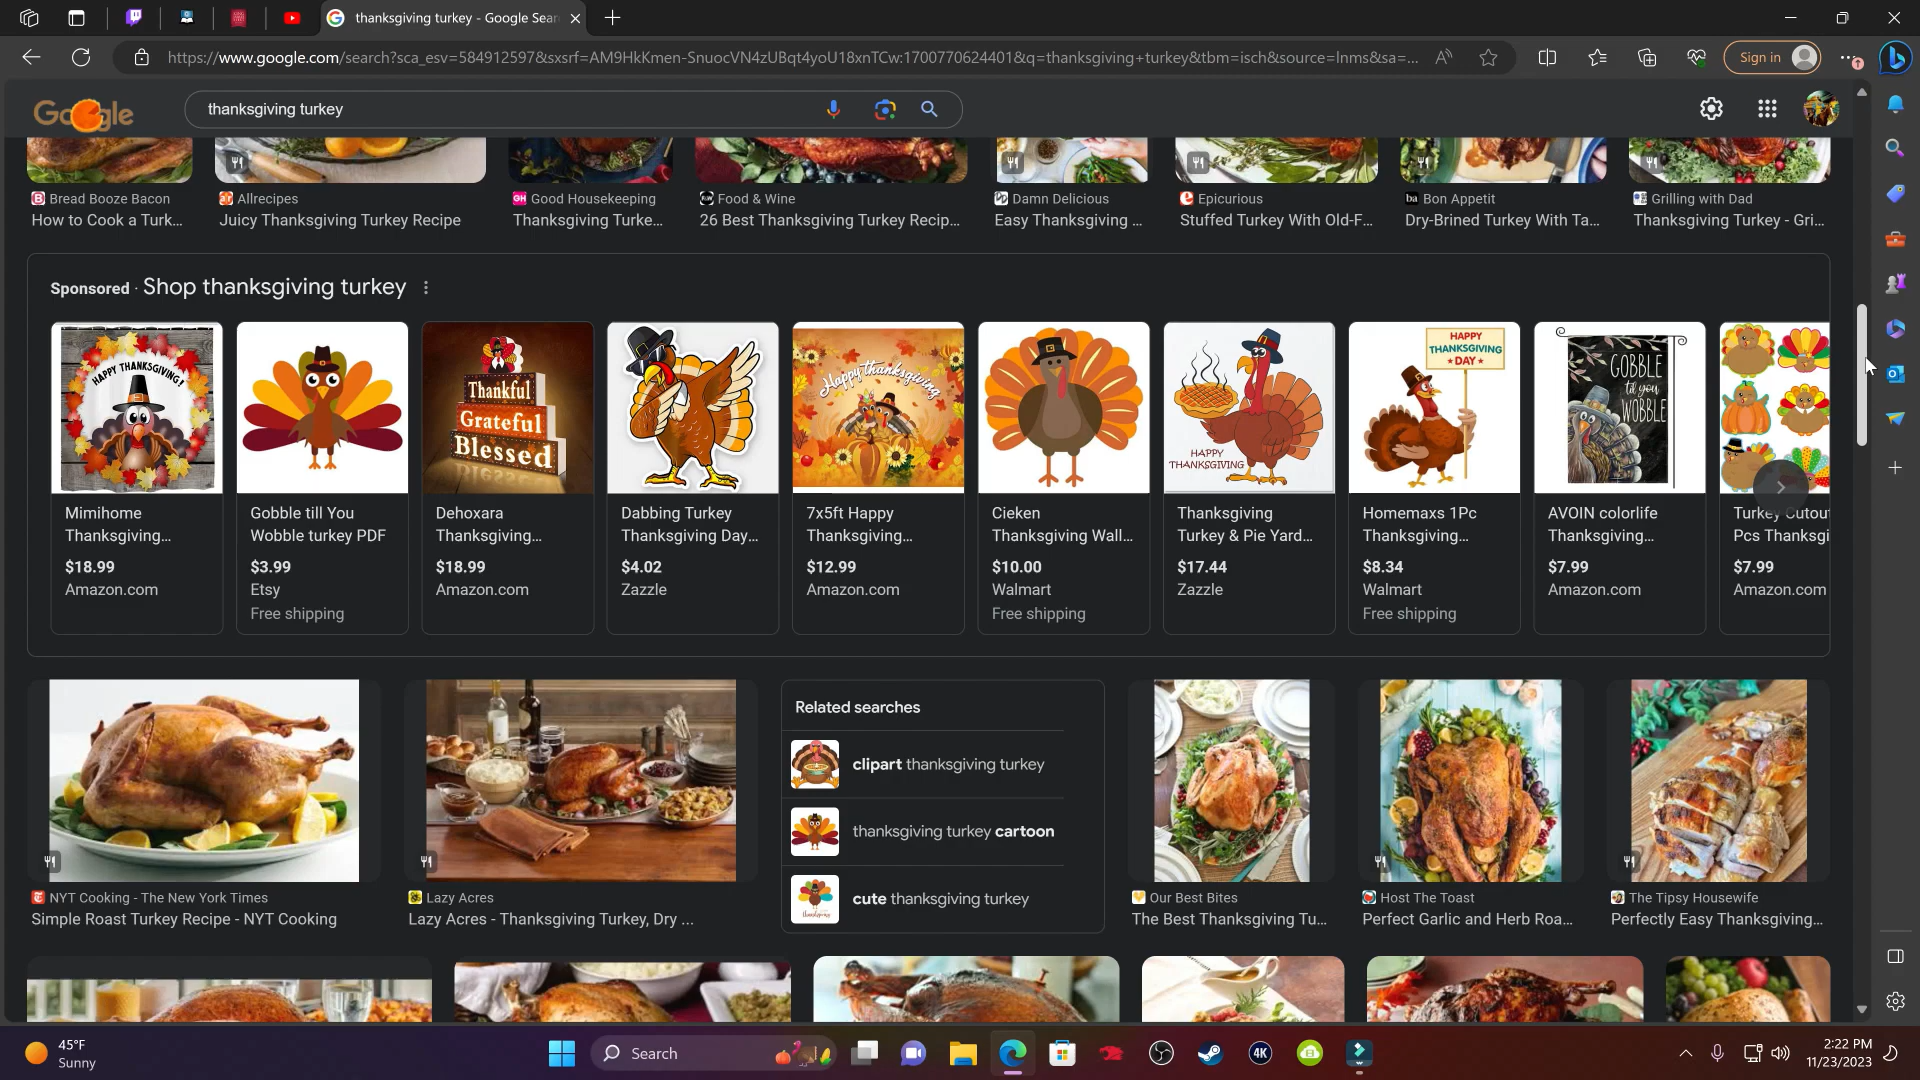 thanksgiving turkey - Google Sear
https://www.google.com/search?sca_esv=584912597&sxsrf=AM9HkKmen-SnuocVN4zUBqt4yoU18xnTCw:1700770624401&q=thanksgiving+turkey&tbm=isch&source=lnms&sa=...
Sign in
Google
thanksgiving turkey
Bread Booze Bacon
How to Cook a Turk...
Allrecipes
Juicy Thanksgiving Turkey Recipe
GH Good Housekeeping
Thanksgiving Turke...
Food & Wine
26 Best Thanksgiving Turkey Recip...
Damn Delicious
Easy Thanksgiving ...
Epicurious
Stuffed Turkey With Old-F...
ba Bon Appetit
Dry-Brined Turkey With Ta...
Grilling with Dad
Thanksgiving Turkey - Gri...
Sponsored · Shop thanksgiving turkey
HAPPY THANKSGIVING!
Thankful
Grateful
Blessed
Happy thanksgiving
HAPPY
THANKSGIVING
HAPPY
THANKSGIVING
DAY
GOBBLE
til you
WOBBLE
Mimihome
Thanksgiving...
$18.99
Amazon.com
Gobble till You
Wobble turkey PDF
$3.99
Etsy
Free shipping
Dehoxara
Thanksgiving...
$18.99
Amazon.com
Dabbing Turkey
Thanksgiving Day...
$4.02
Zazzle
7x5ft Happy
Thanksgiving...
$12.99
Amazon.com
Cieken
Thanksgiving Wall...
$10.00
Walmart
Free shipping
Thanksgiving
Turkey & Pie Yard...
$17.44
Zazzle
Homemaxs 1Pc
Thanksgiving...
$8.34
Walmart
Free shipping
AVOIN colorlife
Thanksgiving...
$7.99
Amazon.com
Turkey Cutout
Pcs Thanksgi
$7.99
Amazon.com
NYT Cooking - The New York Times
Simple Roast Turkey Recipe - NYT Cooking
Lazy Acres
Lazy Acres - Thanksgiving Turkey, Dry ...
Related searches
clipart thanksgiving turkey
thanksgiving turkey cartoon
cute thanksgiving turkey
Our Best Bites
The Best Thanksgiving Tu...
Host The Toast
Perfect Garlic and Herb Roa...
The Tipsy Housewife
Perfectly Easy Thanksgiving...
45°F
Sunny
Search
4K
2:22 PM
11/23/2023